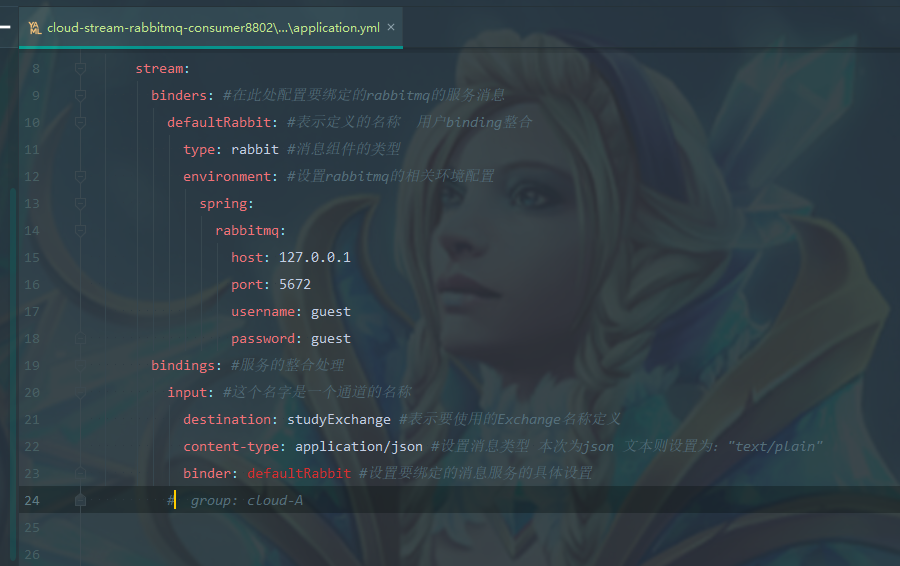 YAML cloud-stream-rabbitmq-consumer8802\...\application.yml ×
8 stream:
9 binders: #在此处配置要绑定的rabbitmq的服务消息
10 defaultRabbit: #表示定义的名称  用户binding整合
11 type: rabbit #消息组件的类型
12 environment: #设置rabbitmq的相关环境配置
13 spring:
14 rabbitmq:
15 host: 127.0.0.1
16 port: 5672
17 username: guest
18 password: guest
19 bindings: #服务的整合处理
20 input: #这个名字是一个通道的名称
21 destination: studyExchange #表示要使用的Exchange名称定义
22 content-type: application/json #设置消息类型 本次为json 文本则设置为："text/plain"
23 binder: defaultRabbit #设置要绑定的消息服务的具体设置
24 #  group: cloud-A
25
26